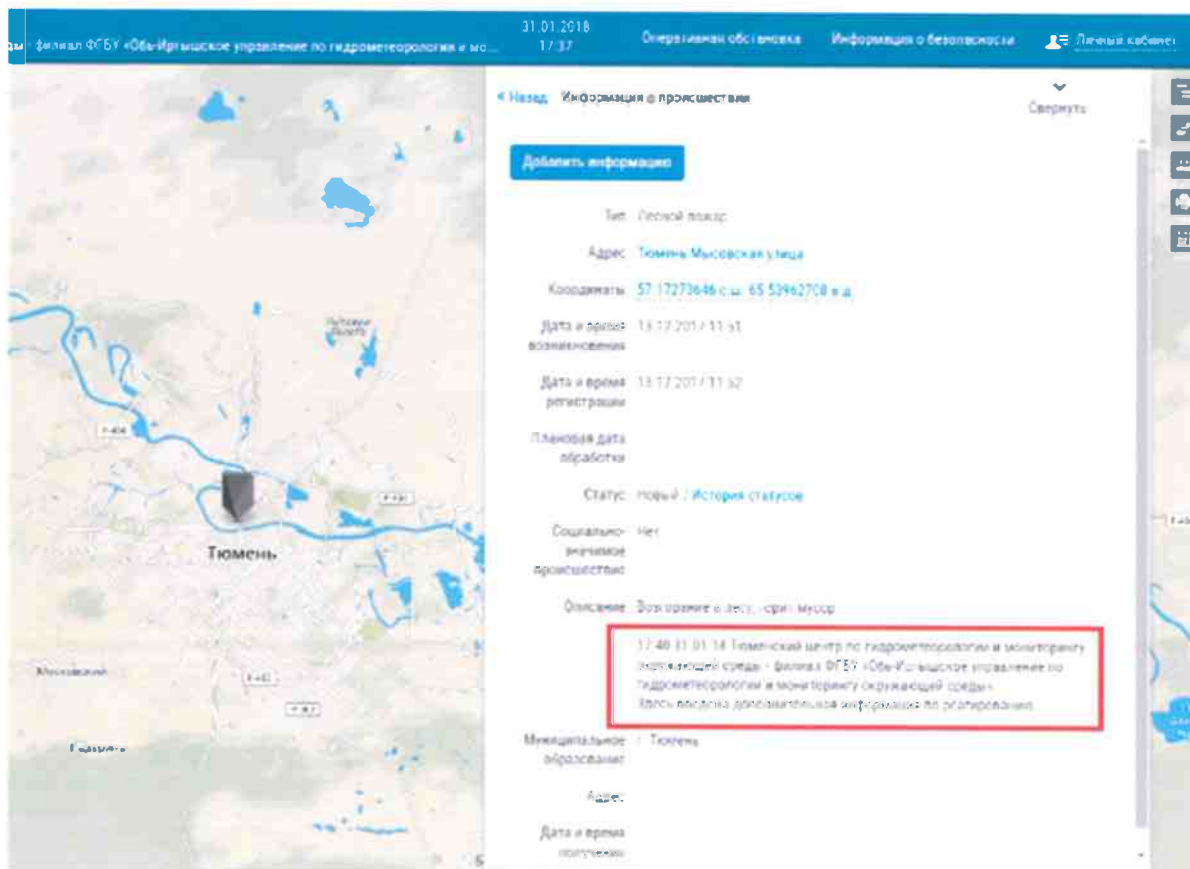 31.01.2018
филиал ФГБУ «Обь-Иртышское управление по гидрометеорологии и мо...
17:37
Оперативная обстановка
Информация о безопасности
Личный кабинет
Назад
Информация о происшествии
Свернуть
Добавить информацию
Тип Лесной пожар
Адрес Тюмень Мысовская улица
Координаты 57.17273646 с.ш. 65.53962708 в.д.
Дата и время возникновения
Дата и время регистрации
Плановая дата обработки
Статус Новый / История статусов
Социально-значимое происшествие Нет
Описание Возгорание в лесу, горит мусор
17:40 31.01.18 Тюменский центр по гидрометеорологии и мониторингу
окружающей среды - филиал ФГБУ «Обь-Иртышское управление по
гидрометеорологии и мониторингу окружающей среды»
Здесь введена дополнительная информация по реагированию
Муниципальное образование г. Тюмень
Адрес
Дата и время получения
Тюмень
Московский